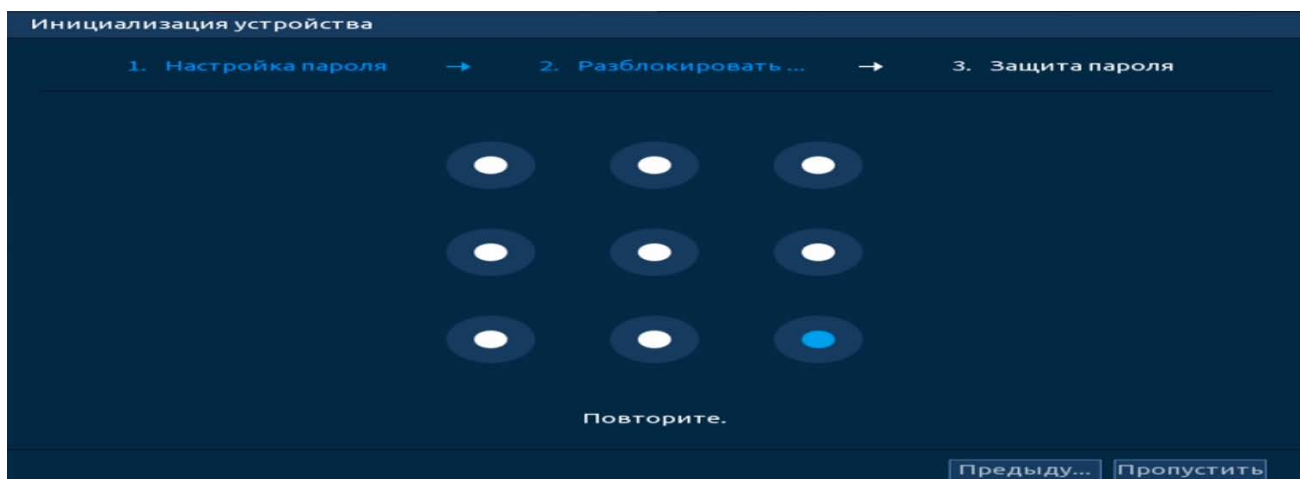 Инициализация устройства
1. Настройка пароля → 2. Разблокировать ... → 3. Защита пароля
Повторите.
Предыду... Пропустить